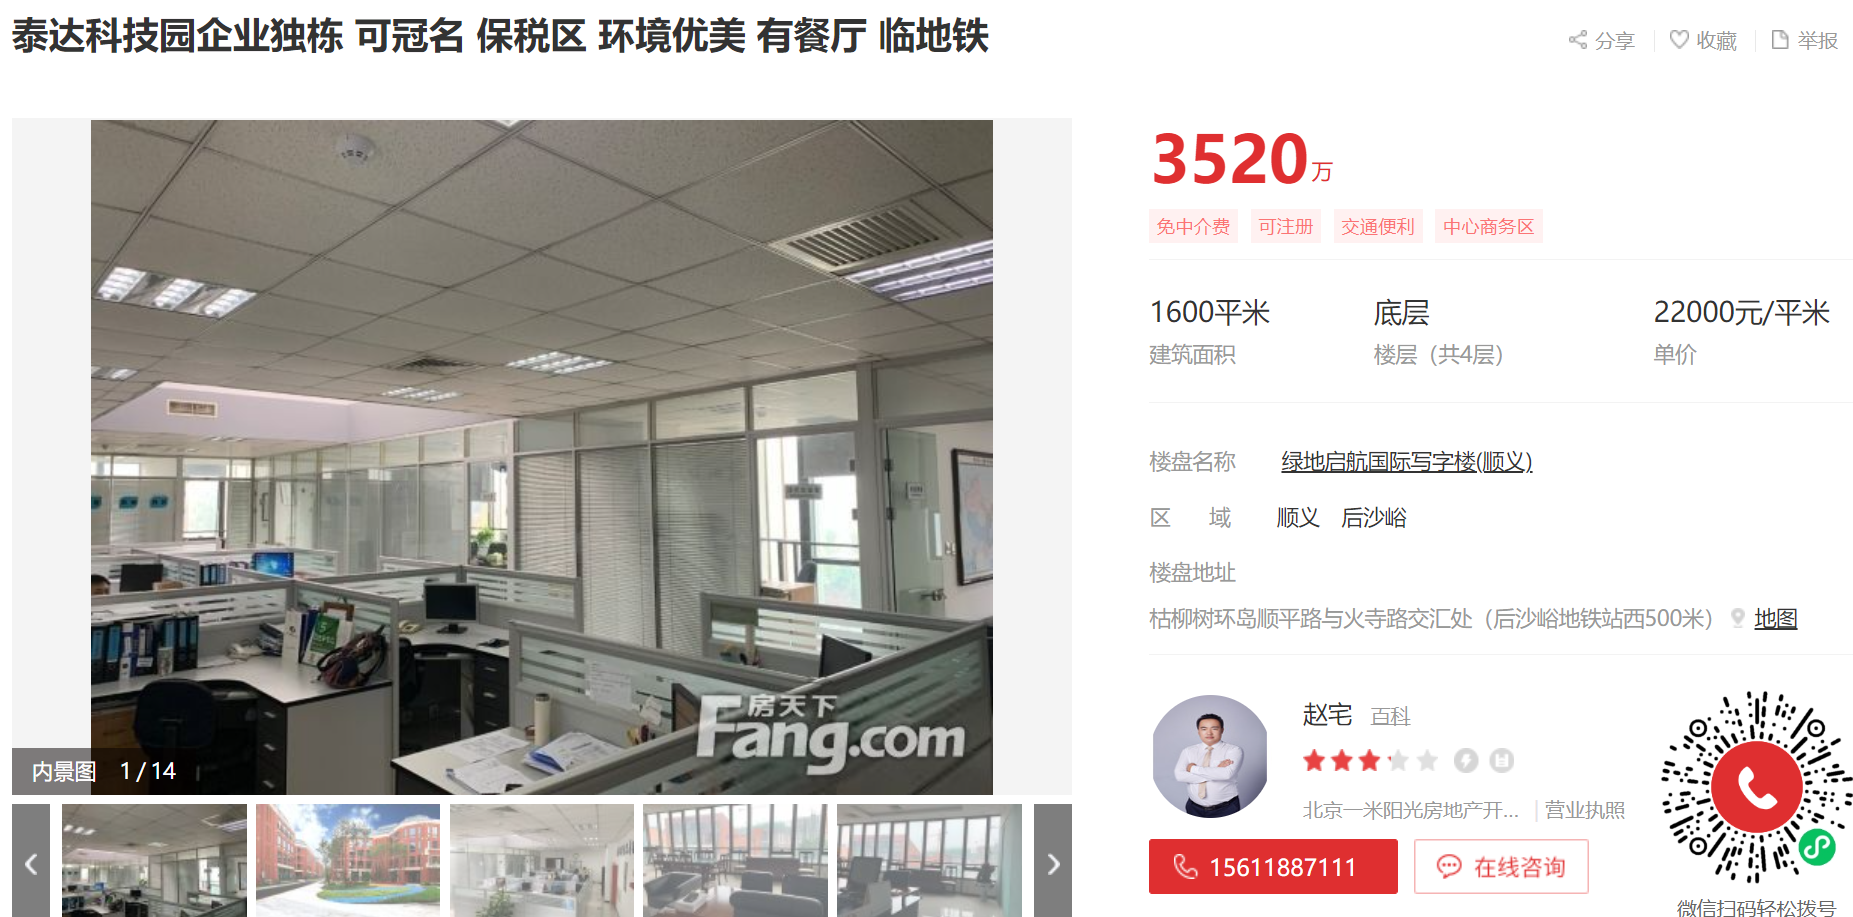 泰达科技园企业独栋 可冠名 保税区 环境优美 有餐厅 临地铁
分享
收藏
举报
房天下
Fang.com
内景图 1 / 14
3520万
免中介费 可注册 交通便利 中心商务区
1600平米 底层 22000元/平米
建筑面积 楼层（共4层） 单价
楼盘名称 绿地启航国际写字楼(顺义)
区 域 顺义 后沙峪
楼盘地址
枯柳树环岛顺平路与火寺路交汇处（后沙峪地铁站西500米） 地图
赵宅 百科
北京一米阳光房地产开... 营业执照
15611887111 在线咨询
微信扫码轻松拨号